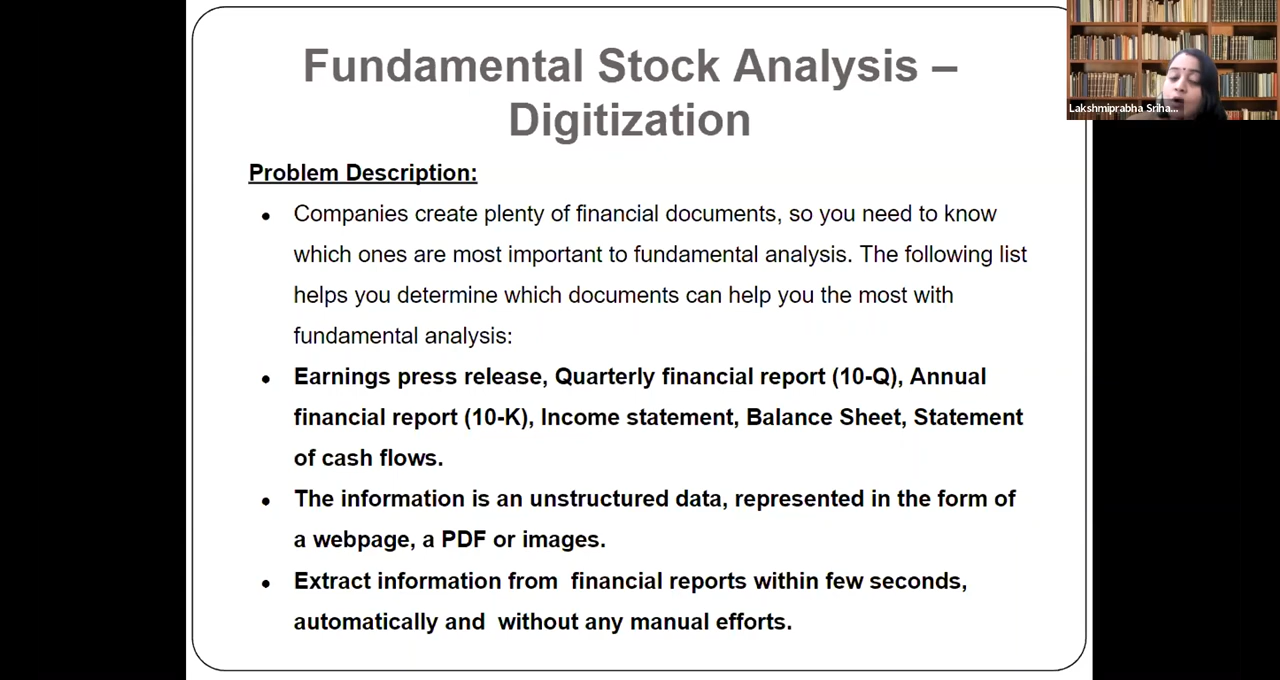 Fundamental Stock Analysis –
Digitization
Problem Description:
● Companies create plenty of financial documents, so you need to know
which ones are most important to fundamental analysis. The following list
helps you determine which documents can help you the most with
fundamental analysis:
● Earnings press release, Quarterly financial report (10-Q), Annual
financial report (10-K), Income statement, Balance Sheet, Statement
of cash flows.
● The information is an unstructured data, represented in the form of
a webpage, a PDF or images.
● Extract information from  financial reports within few seconds,
automatically and  without any manual efforts.
Lakshmiprabha Sriha...